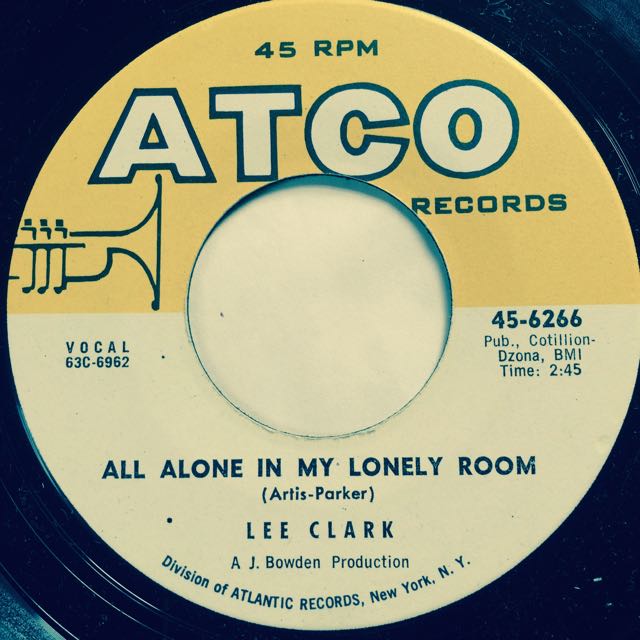 45 RPM
ATCO
RECORDS
VOCAL
63C-6962
45-6266
Pub., Cotillion-
Dzona, BMI
Time: 2:45
ALL ALONE IN MY LONELY ROOM
(Artis-Parker)
LEE CLARK
A J. Bowden Production
Division of ATLANTIC RECORDS, New York, N. Y.